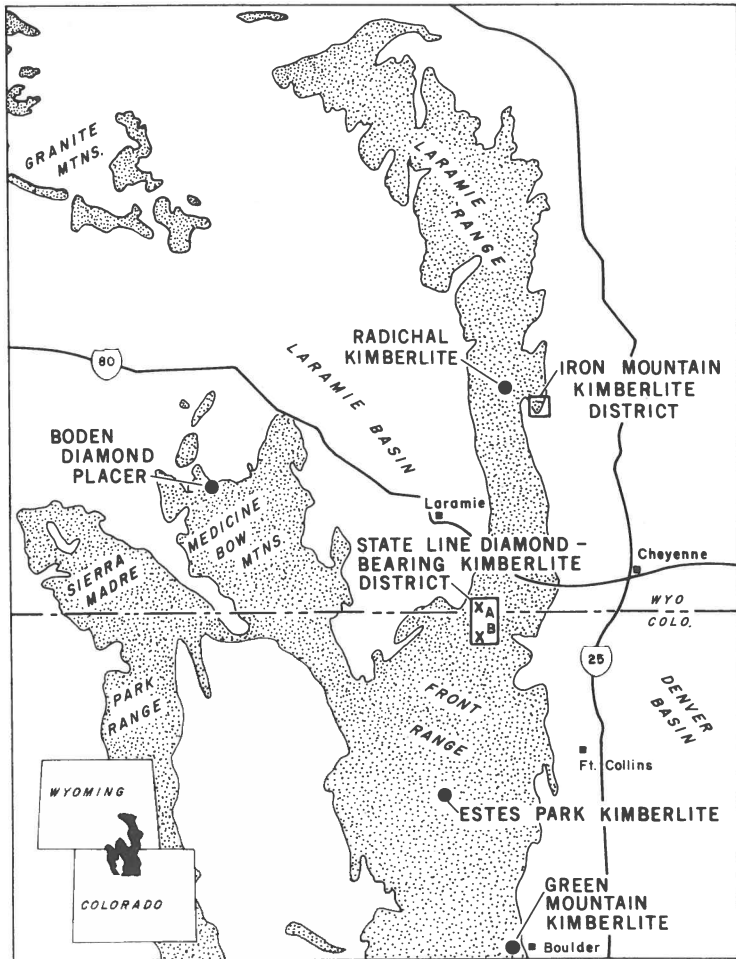 GRANITE
MTNS.
LARAMIE
RANGE
RADICHAL
KIMBERLITE
80
LARAMIE BASIN
IRON MOUNTAIN
KIMBERLITE
DISTRICT
BODEN
DIAMOND
PLACER
MEDICINE
BOW
MTNS.
Laramie
STATE LINE DIAMOND –
BEARING KIMBERLITE
DISTRICT
Cheyenne
SIERRA
MADRE
X A
B
X
WYO
COLO.
25
PARK
RANGE
FRONT
RANGE
DENVER
BASIN
Ft. Collins
WYOMING
ESTES PARK KIMBERLITE
COLORADO
GREEN
MOUNTAIN
KIMBERLITE
Boulder